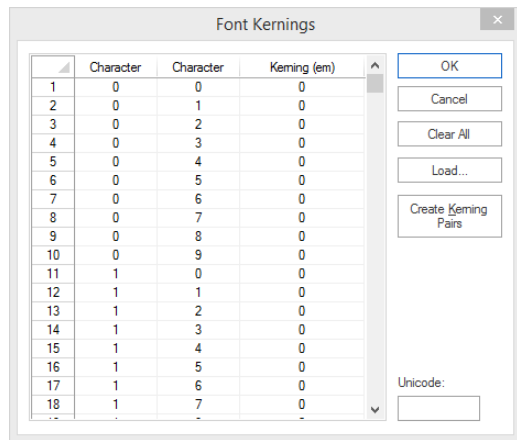 Font Kernings
Character Character Kerning (em)
1 0 0 0
2 0 1 0
3 0 2 0
4 0 3 0
5 0 4 0
6 0 5 0
7 0 6 0
8 0 7 0
9 0 8 0
10 0 9 0
11 1 0 0
12 1 1 0
13 1 2 0
14 1 3 0
15 1 4 0
16 1 5 0
17 1 6 0
18 1 7 0
OK
Cancel
Clear All
Load...
Create Kerning
Pairs
Unicode: